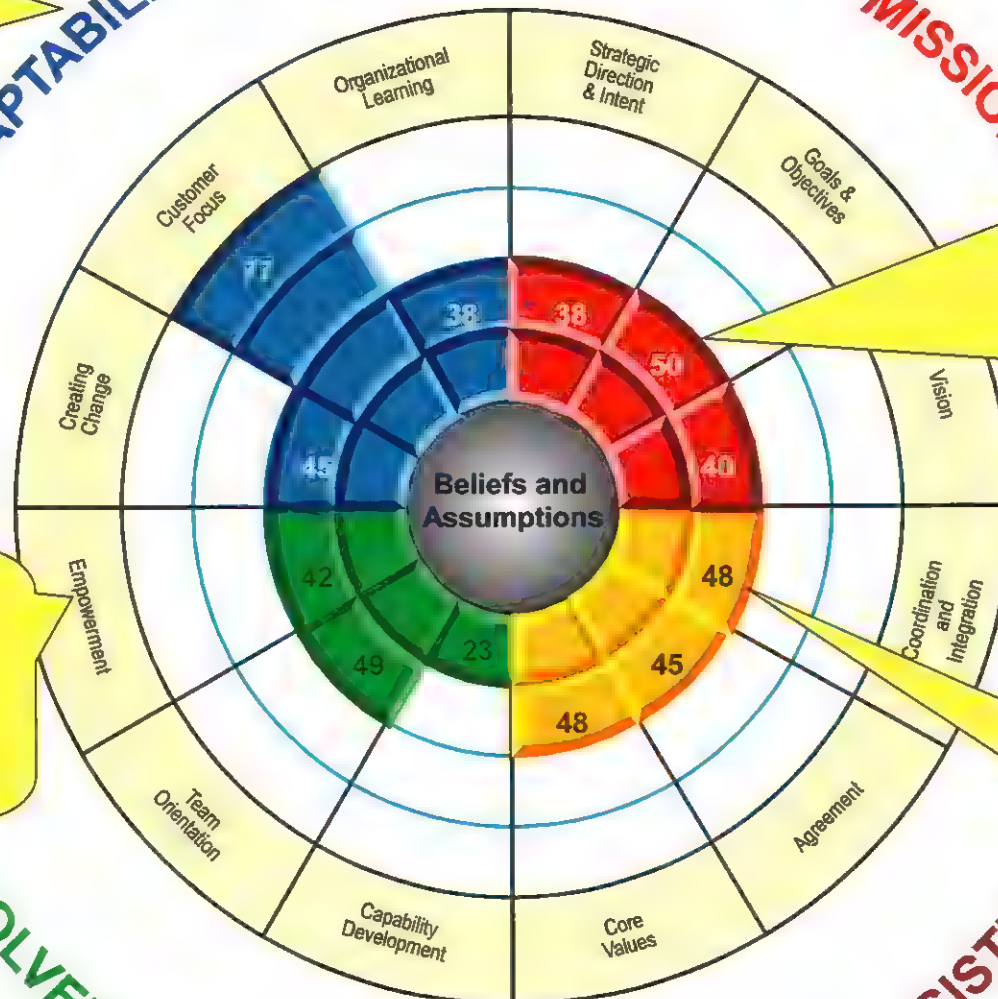 MISSIO
Organizational
Learning
Strategic
Direction
& Intent
Goals &
Objectives
Customer
Focus
77
38
38
50
Creating
Change
45
40
Vision
Beliefs and
Assumptions
Empowerment
42
48
Coordination
and
Integration
49
23
45
48
Team
Orientation
Agreement
Capability
Development
Core
Values
APTABILI
OLVE
SIST